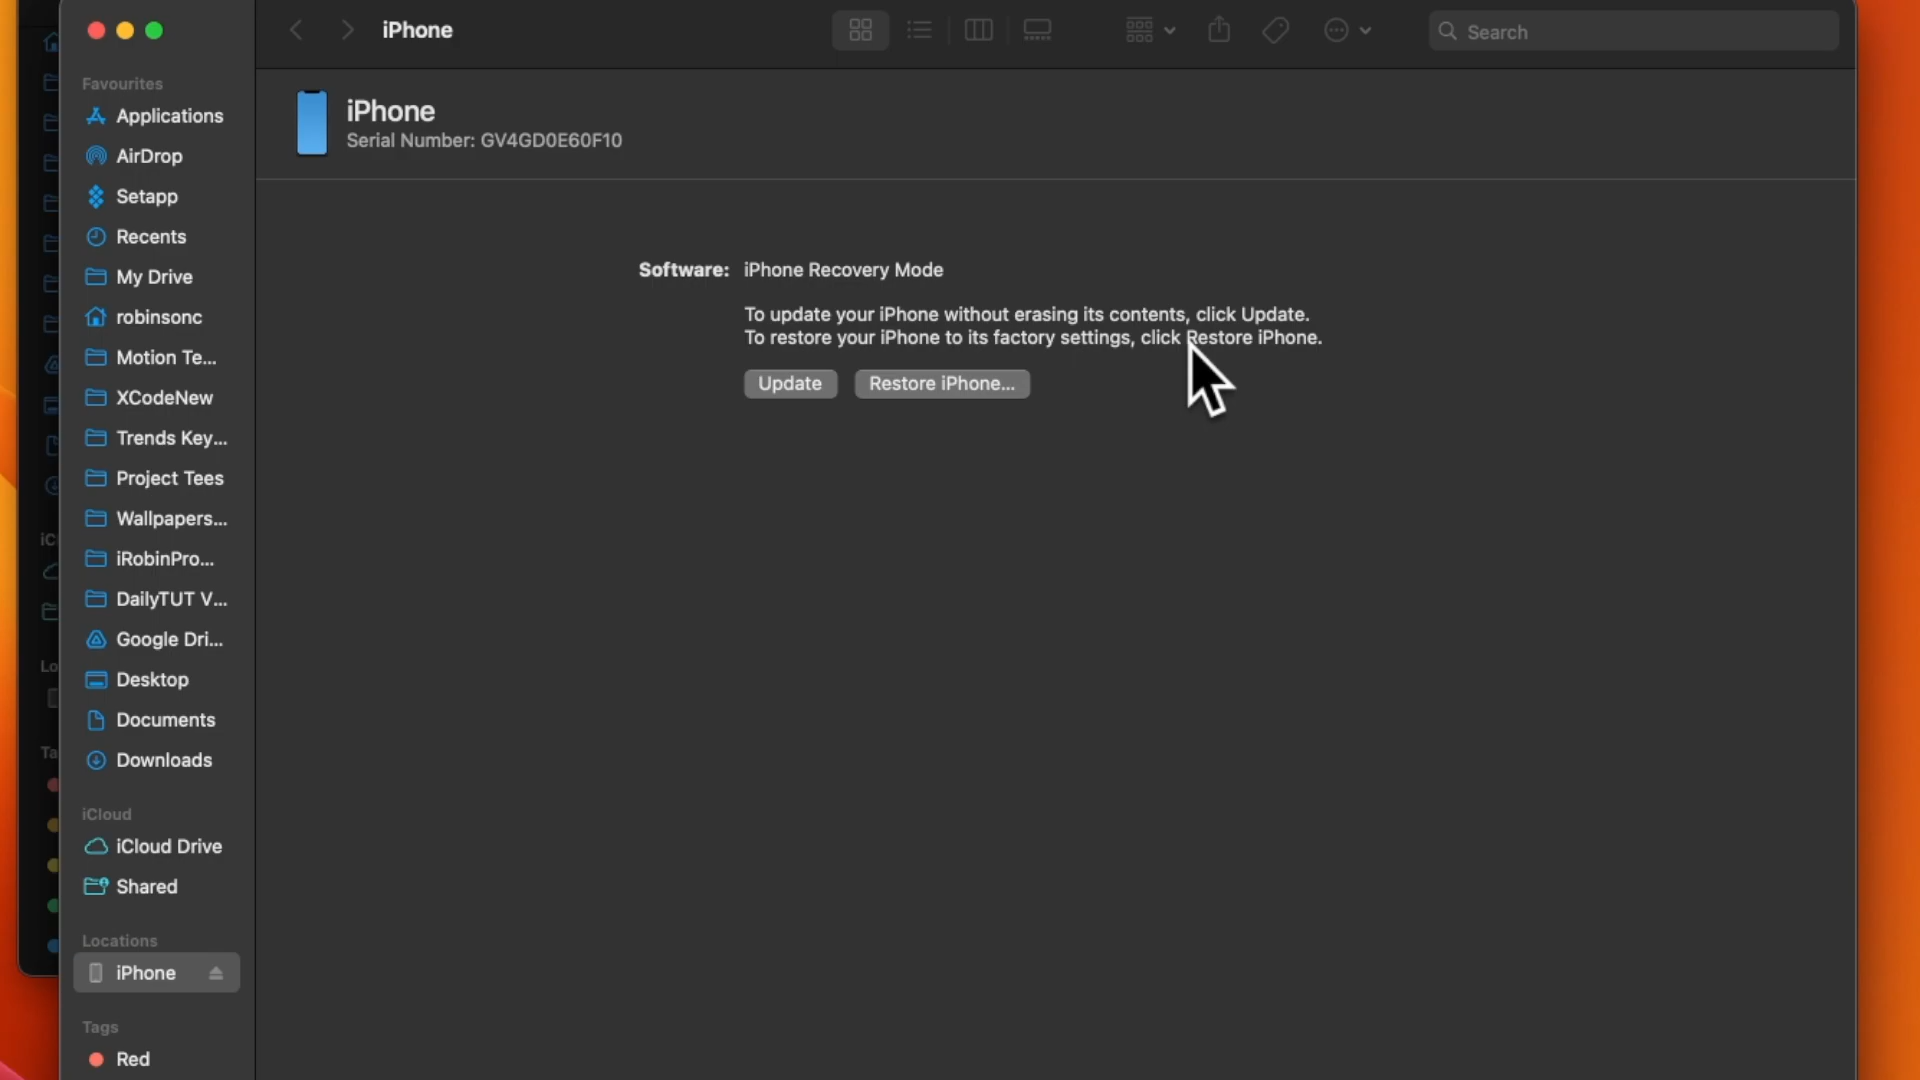 iPhone
Search
Favourites
Applications
AirDrop
Setapp
Recents
My Drive
robinsonc
Motion Te...
XCodeNew
Trends Key...
Project Tees
Wallpapers...
iRobinPro...
DailyTUT V...
Google Dri...
Desktop
Documents
Downloads
iCloud
iCloud Drive
Shared
Locations
iPhone
Tags
Red
iPhone
Serial Number: GV4GD0E60F10
Software: iPhone Recovery Mode
To update your iPhone without erasing its contents, click Update.
To restore your iPhone to its factory settings, click Restore iPhone.
Update
Restore iPhone...
iC
Lo
Ta